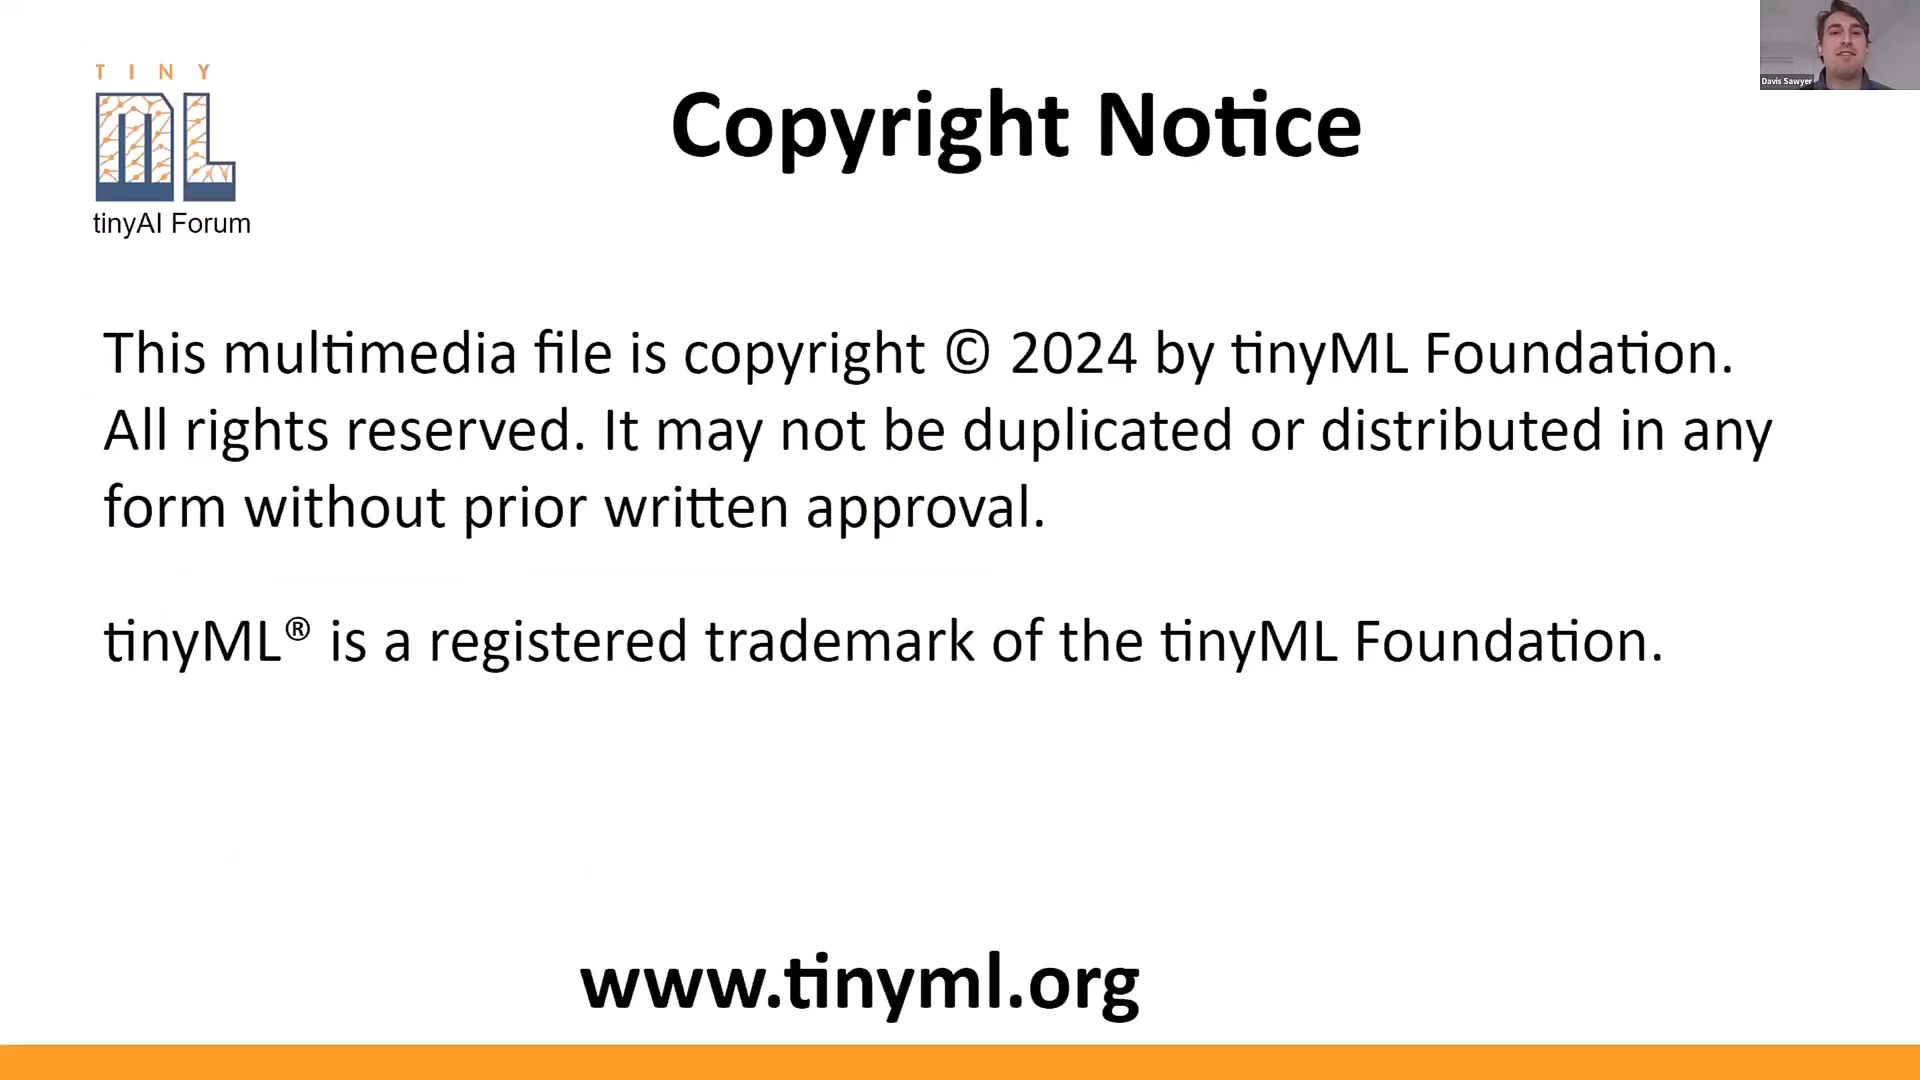 TINY
ML
tinyAI Forum
Copyright Notice
Davis Sawyer
This multimedia file is copyright © 2024 by tinyML Foundation.
All rights reserved. It may not be duplicated or distributed in any
form without prior written approval.
tinyML® is a registered trademark of the tinyML Foundation.
www.tinyml.org